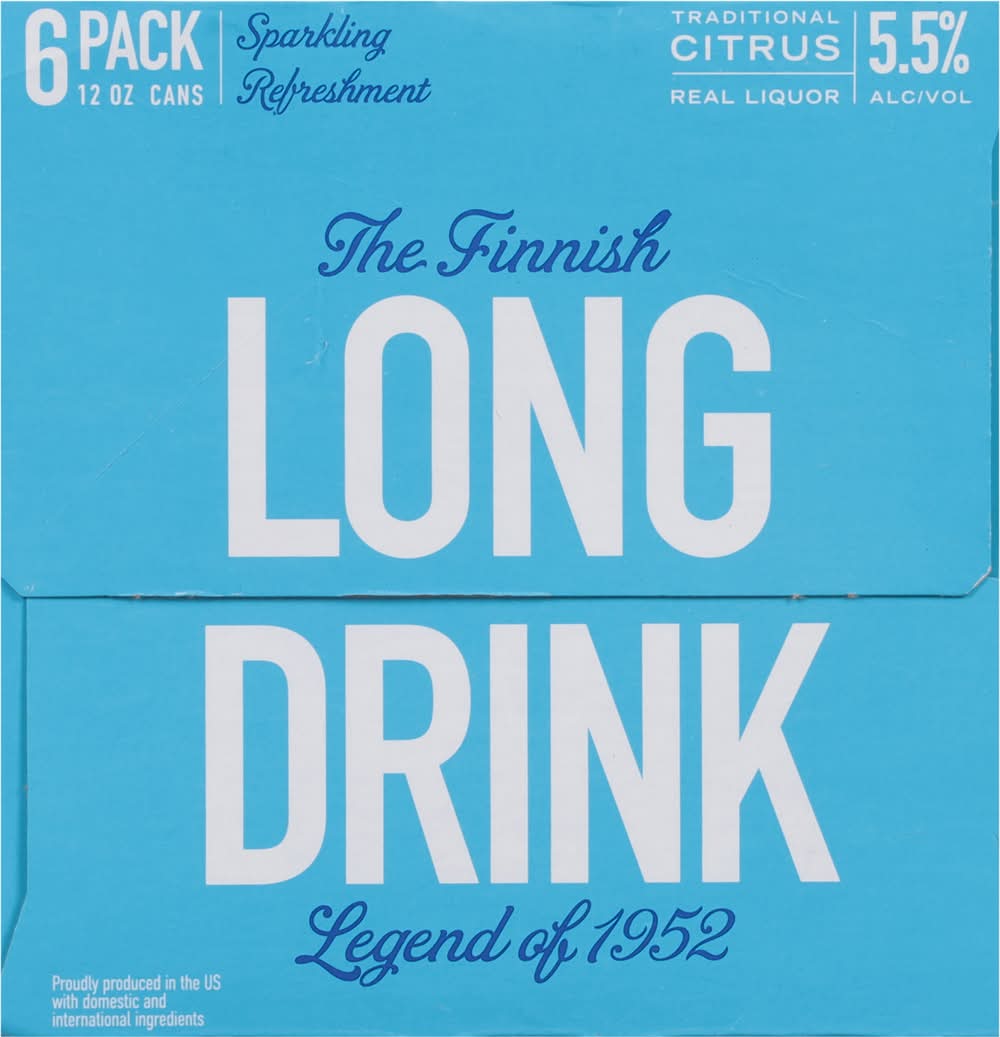 6 PACK
12 OZ CANS
Sparkling
Refreshment
TRADITIONAL
CITRUS
REAL LIQUOR
5.5%
ALC/VOL
The Finnish
LONG
DRINK
Legend of 1952
Proudly produced in the US
with domestic and
international ingredients